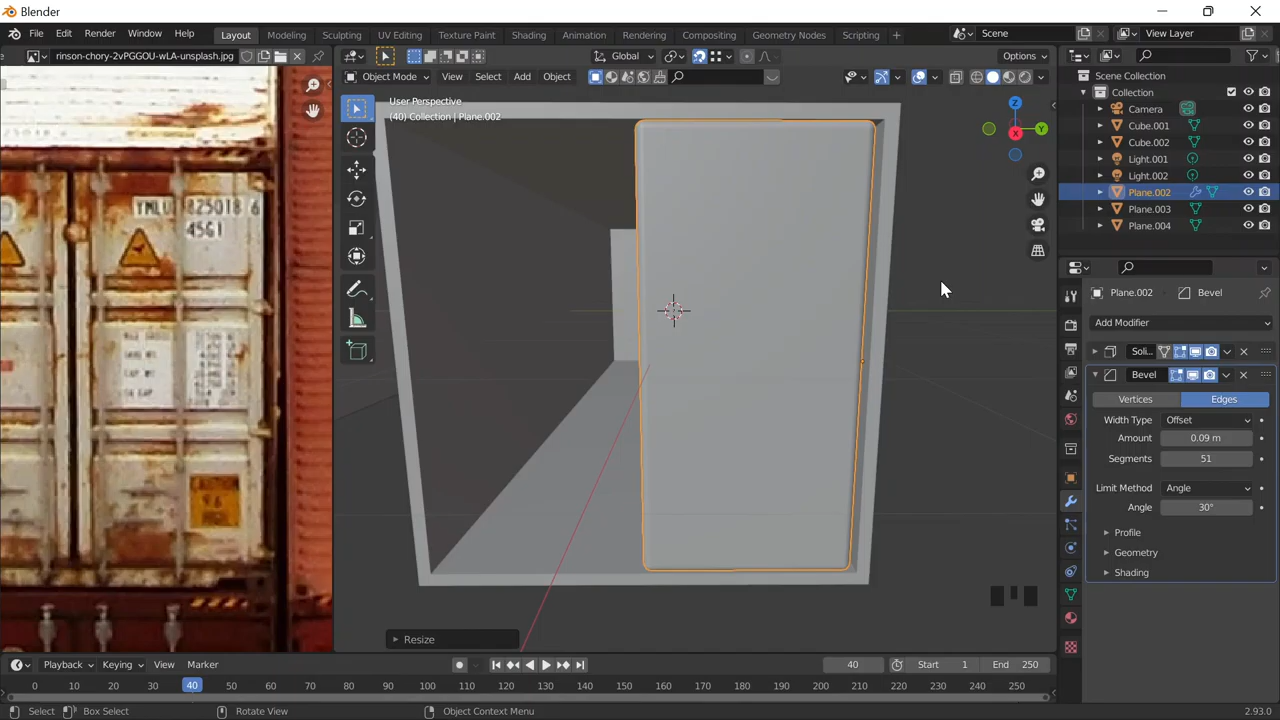 Blender
File Edit Render Window Help
Layout Modeling Sculpting UV Editing Texture Paint Shading Animation Rendering Compositing Geometry Nodes Scripting
Scene
View Layer
rinson-chory-2vPGGOU-wLA-unsplash.jpg
Global
Options
Object Mode View Select Add Object
User Perspective
(40) Collection | Plane.002
X
Y
Z
YMLU 825018 6
45G1
Resize
Scene Collection
Collection
Camera
Cube.001
Cube.002
Light.001
Light.002
Plane.002
Plane.003
Plane.004
Plane.002 Bevel
Add Modifier
Soli...
Bevel
Vertices Edges
Width Type Offset
Amount 0.09 m
Segments 51
Limit Method Angle
Angle 30°
Profile
Geometry
Shading
Playback Keying View Marker
40 Start 1 End 250
0 10 20 30 40 50 60 70 80 90 100 110 120 130 140 150 160 170 180 190 200 210 220 230 240 250
Select Box Select Rotate View Object Context Menu
2.93.0